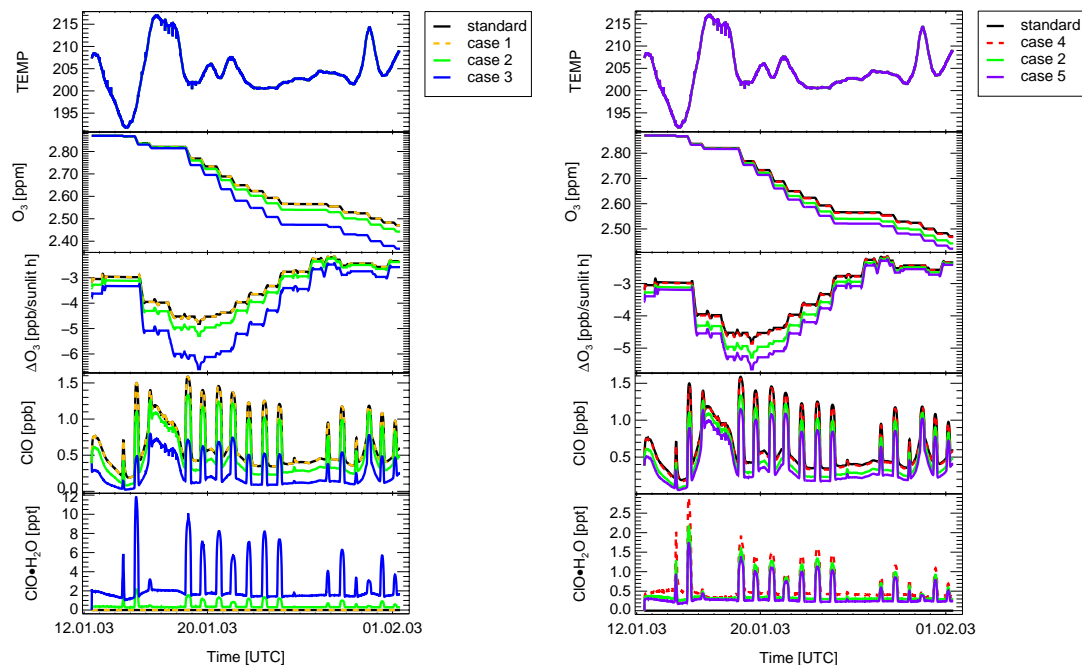 standard
case 1
case 2
case 3
TEMP
215
210
205
200
195
O3 [ppm]
2.80
2.70
2.60
2.50
2.40
ΔO3 [ppb/sunlit h]
−3
−4
−5
−6
ClO [ppb]
1.5
1.0
0.5
0.0
ClO•H2O [ppt]
12
10
8
6
4
2
0
12.01.03
20.01.03
01.02.03
Time [UTC]
standard
case 4
case 2
case 5
TEMP
215
210
205
200
195
O3 [ppm]
2.80
2.70
2.60
2.50
ΔO3 [ppb/sunlit h]
−3
−4
−5
ClO [ppb]
1.5
1.0
0.5
ClO•H2O [ppt]
2.5
2.0
1.5
1.0
0.5
0.0
12.01.03
20.01.03
01.02.03
Time [UTC]